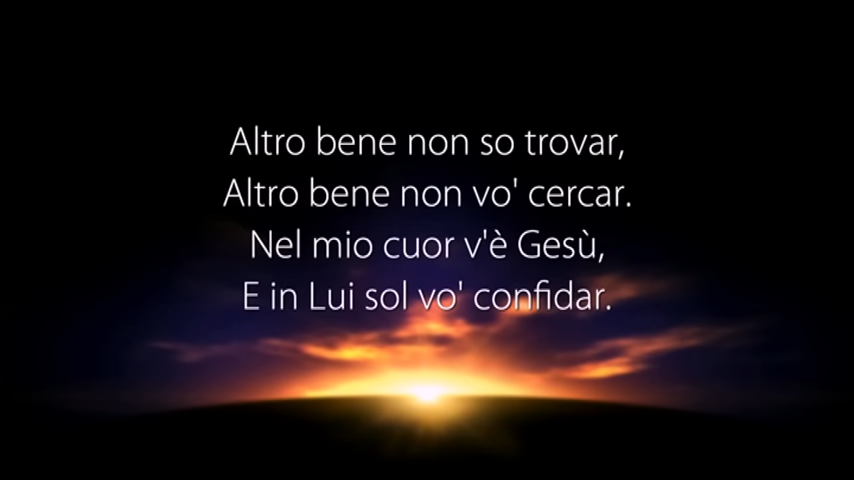 Altro bene non so trovar,
Altro bene non vo' cercar.
Nel mio cuor v'è Gesù,
E in Lui sol vo' confidar.